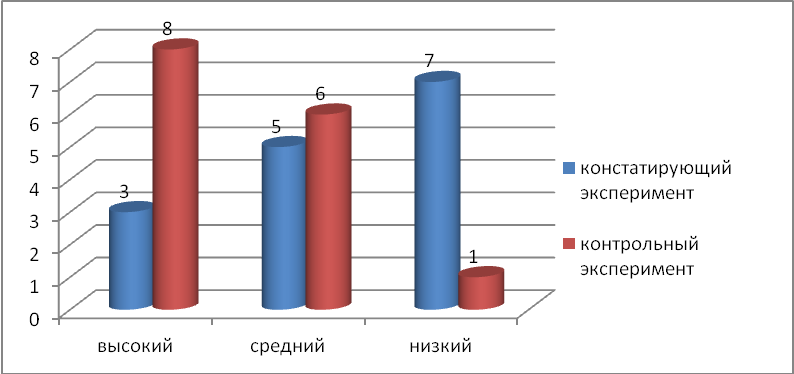 8
7
6
5
4
3
2
1
0
3
8
5
6
7
1
высокий
средний
низкий
констатирующий
эксперимент
контрольный
эксперимент